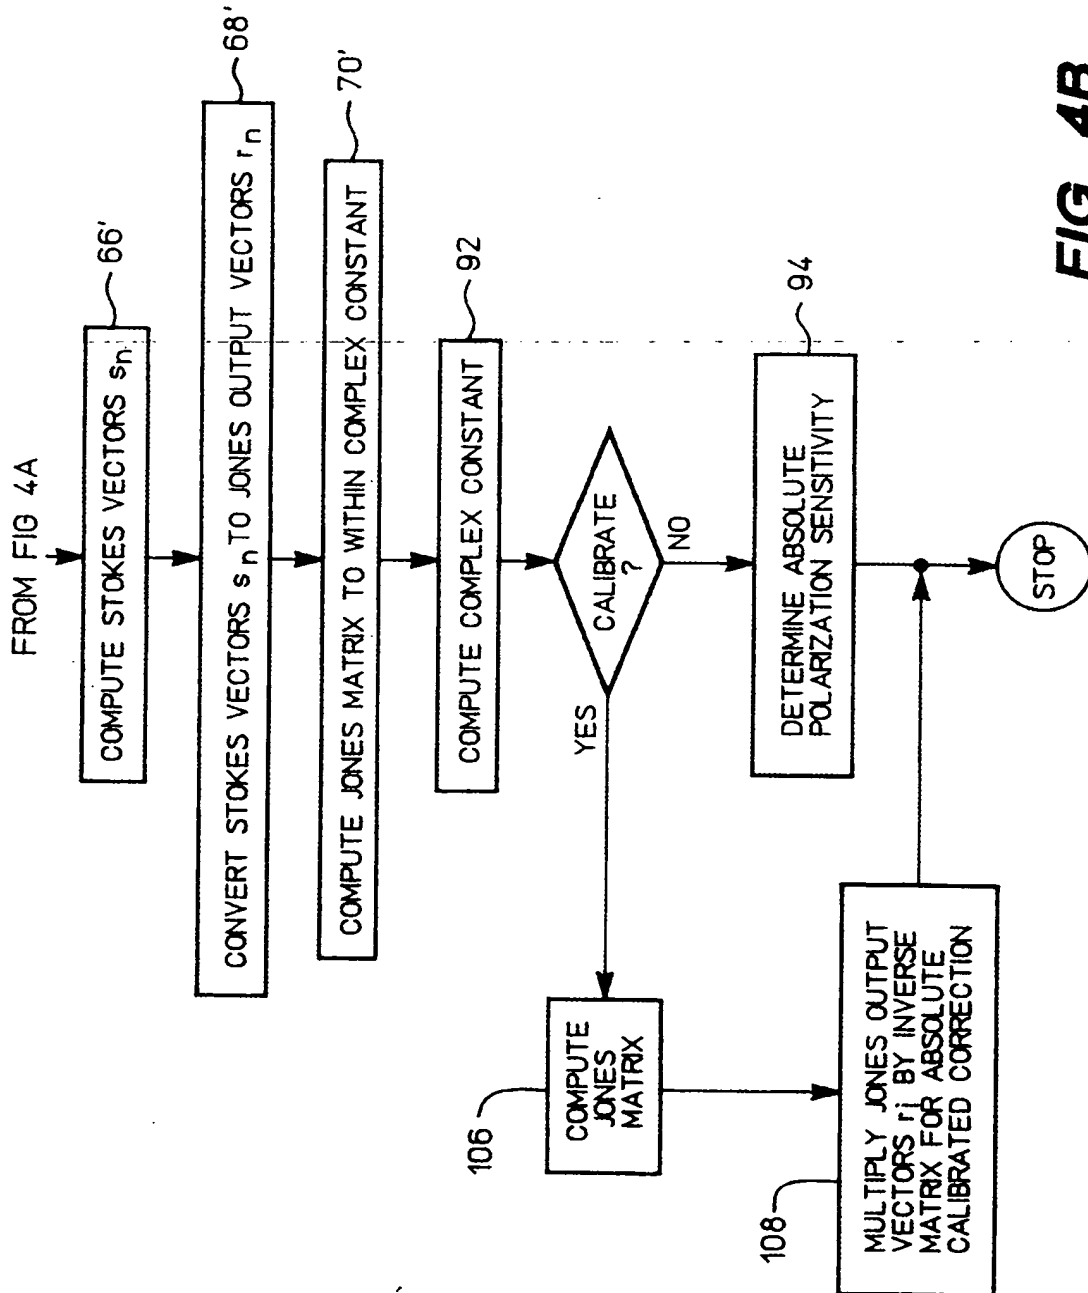 FROM FIG 4A
COMPUTE STOKES VECTORS sn
66'
CONVERT STOKES VECTORS sn TO JONES OUTPUT VECTORS rn
68'
COMPUTE JONES MATRIX TO WITHIN COMPLEX CONSTANT
70'
COMPUTE COMPLEX CONSTANT
92
CALIBRATE
?
YES
NO
DETERMINE ABSOLUTE
POLARIZATION SENSITIVITY
94
106
COMPUTE
JONES
MATRIX
108
MULTIPLY JONES OUTPUT
VECTORS ri BY INVERSE
MATRIX FOR ABSOLUTE
CALIBRATED CORRECTION
STOP
FIG 4B